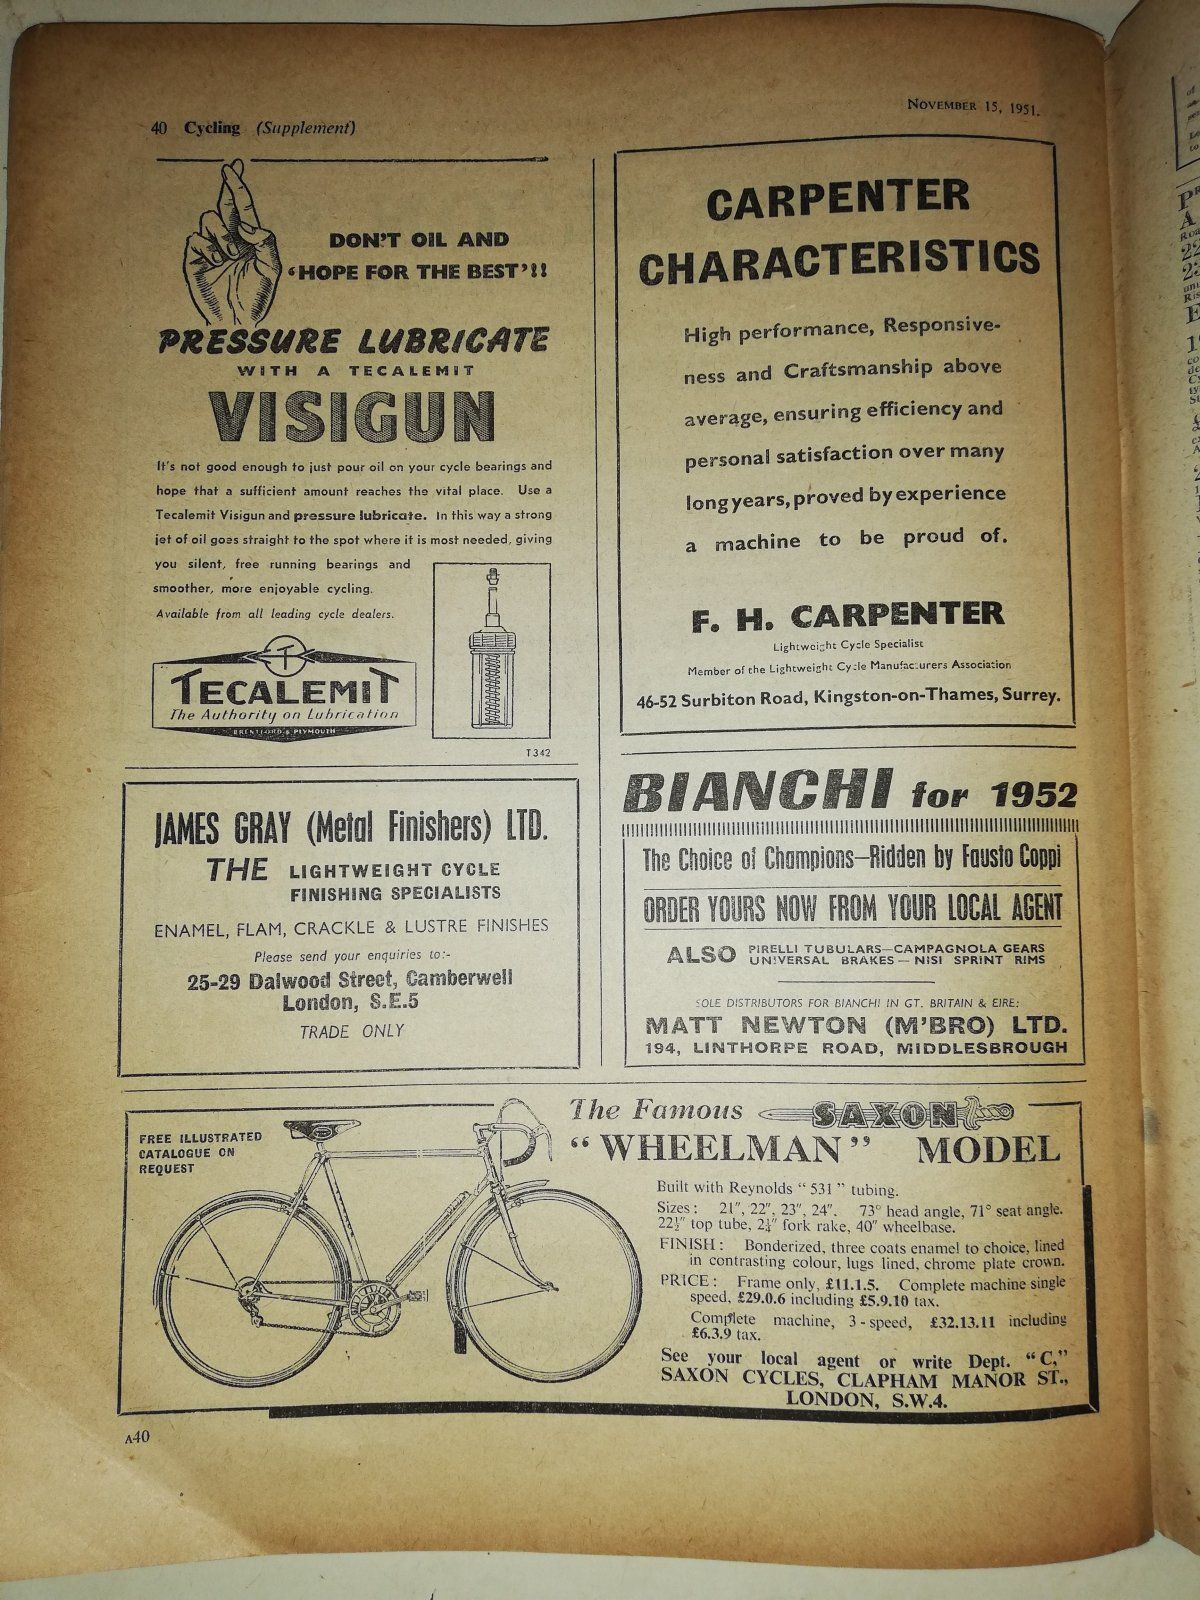 40 Cycling (Supplement)
NOVEMBER 15, 1951.
DON'T OIL AND
'HOPE FOR THE BEST'!!
PRESSURE LUBRICATE
WITH A TECALEMIT
VISIGUN
It's not good enough to just pour oil on your cycle bearings and
hope that a sufficient amount reaches the vital place. Use a
Tecalemit Visigun and pressure lubricate. In this way a strong
jet of oil goes straight to the spot where it is most needed, giving
you silent, free running bearings and
smoother, more enjoyable cycling.
Available from all leading cycle dealers.
T
TECALEMIT
The Authority on Lubrication
BRENTFORD & PLYMOUTH
T342
CARPENTER
CHARACTERISTICS
High performance, Responsive-
ness and Craftsmanship above
average, ensuring efficiency and
personal satisfaction over many
long years, proved by experience
a machine to be proud of.
F. H. CARPENTER
Lightweight Cycle Specialist
Member of the Lightweight Cycle Manufacturers Association
46-52 Surbiton Road, Kingston-on-Thames, Surrey.
JAMES GRAY (Metal Finishers) LTD.
THE LIGHTWEIGHT CYCLE
FINISHING SPECIALISTS
ENAMEL, FLAM, CRACKLE & LUSTRE FINISHES
Please send your enquiries to:-
25-29 Dalwood Street, Camberwell
London, S.E.5
TRADE ONLY
BIANCHI for 1952
The Choice of Champions—Ridden by Fausto Coppi
ORDER YOURS NOW FROM YOUR LOCAL AGENT
ALSO PIRELLI TUBULARS—CAMPAGNOLA GEARS
UNIVERSAL BRAKES — NISI SPRINT RIMS
SOLE DISTRIBUTORS FOR BIANCHI IN GT. BRITAIN & EIRE:
MATT NEWTON (M'BRO) LTD.
194, LINTHORPE ROAD, MIDDLESBROUGH
FREE ILLUSTRATED
CATALOGUE ON
REQUEST
The Famous SAXON
"WHEELMAN" MODEL
Built with Reynolds "531" tubing.
Sizes: 21", 22", 23", 24". 73° head angle, 71° seat angle.
22½" top tube, 2¼" fork rake, 40" wheelbase.
FINISH: Bonderized, three coats enamel to choice, lined
in contrasting colour, lugs lined, chrome plate crown.
PRICE: Frame only, £11.1.5. Complete machine single
speed, £29.0.6 including £5.9.10 tax.
Complete machine, 3-speed, £32.13.11 including
£6.3.9 tax.
See your local agent or write Dept. "C,"
SAXON CYCLES, CLAPHAM MANOR ST.,
LONDON, S.W.4.
A40